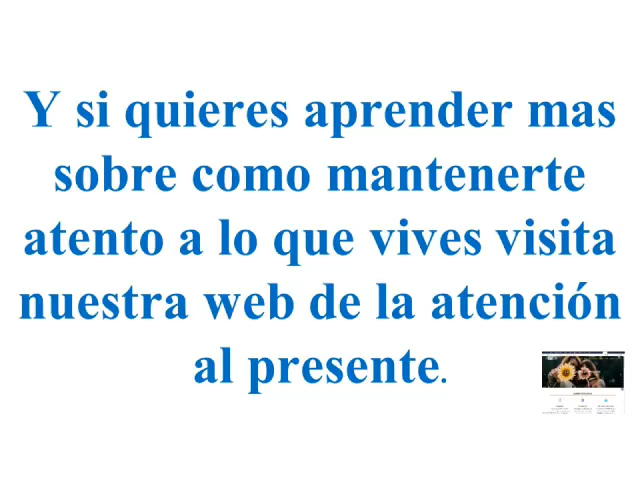 Y si quieres aprender mas
sobre como mantenerte
atento a lo que vives visita
nuestra web de la atención
al presente.